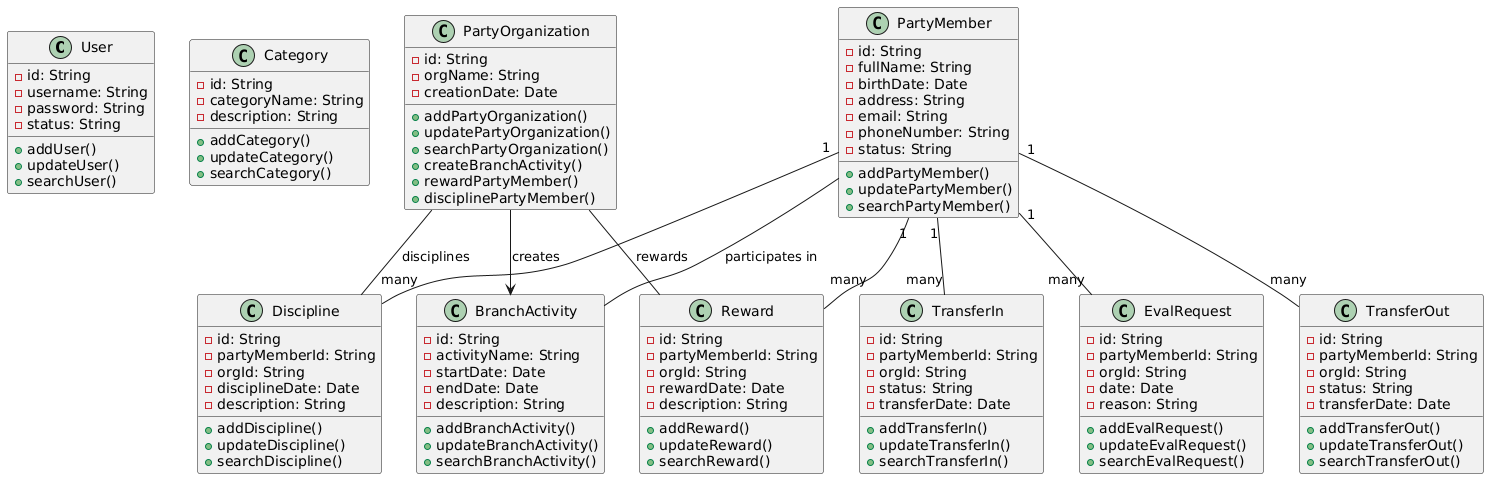 C User
id: String
username: String
password: String
status: String
addUser()
updateUser()
searchUser()
C Category
id: String
categoryName: String
description: String
addCategory()
updateCategory()
searchCategory()
C PartyOrganization
id: String
orgName: String
creationDate: Date
addPartyOrganization()
updatePartyOrganization()
searchPartyOrganization()
createBranchActivity()
rewardPartyMember()
disciplinePartyMember()
C PartyMember
id: String
fullName: String
birthDate: Date
address: String
email: String
phoneNumber: String
status: String
addPartyMember()
updatePartyMember()
searchPartyMember()
1
1
1
1
1
disciplines
creates
rewards
participates in
many
many
many
many
many
C Discipline
id: String
partyMemberId: String
orgId: String
disciplineDate: Date
description: String
addDiscipline()
updateDiscipline()
searchDiscipline()
C BranchActivity
id: String
activityName: String
startDate: Date
endDate: Date
description: String
addBranchActivity()
updateBranchActivity()
searchBranchActivity()
C Reward
id: String
partyMemberId: String
orgId: String
rewardDate: Date
description: String
addReward()
updateReward()
searchReward()
C TransferIn
id: String
partyMemberId: String
orgId: String
status: String
transferDate: Date
addTransferIn()
updateTransferIn()
searchTransferIn()
C EvalRequest
id: String
partyMemberId: String
orgId: String
date: Date
reason: String
addEvalRequest()
updateEvalRequest()
searchEvalRequest()
C TransferOut
id: String
partyMemberId: String
orgId: String
status: String
transferDate: Date
addTransferOut()
updateTransferOut()
searchTransferOut()